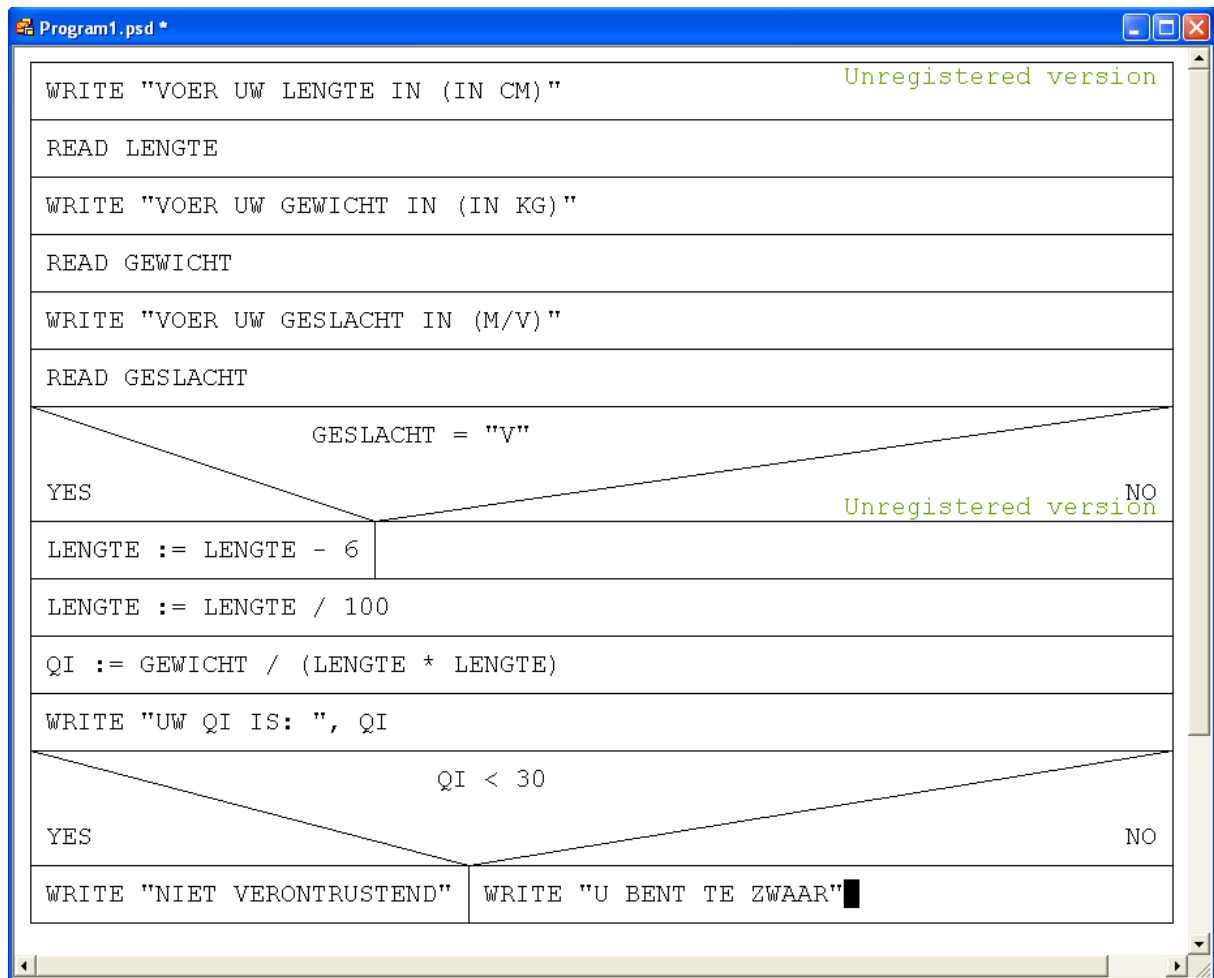 Program1.psd *
WRITE "VOER UW LENGTE IN (IN CM)"
Unregistered version
READ LENGTE
WRITE "VOER UW GEWICHT IN (IN KG)"
READ GEWICHT
WRITE "VOER UW GESLACHT IN (M/V)"
READ GESLACHT
GESLACHT = "V"
YES
NO
Unregistered version
LENGTE := LENGTE - 6
LENGTE := LENGTE / 100
QI := GEWICHT / (LENGTE * LENGTE)
WRITE "UW QI IS: ", QI
QI < 30
YES
NO
WRITE "NIET VERONTRUSTEND"
WRITE "U BENT TE ZWAAR"